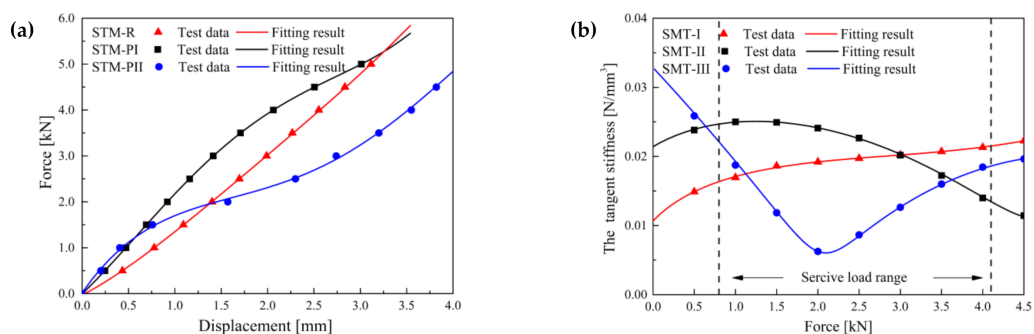 (a)
6.0
5.0
4.0
3.0
2.0
1.0
0.0
Force [kN]
STM-R Test data Fitting result
STM-PI Test data Fitting result
STM-PII Test data Fitting result
0.0 0.5 1.0 1.5 2.0 2.5 3.0 3.5 4.0
Displacement [mm]
(b)
0.04
0.03
0.02
0.01
0.00
The tangent stiffness [N/mm³]
SMT-I Test data Fitting result
SMT-II Test data Fitting result
SMT-III Test data Fitting result
Sercive load range
0.0 0.5 1.0 1.5 2.0 2.5 3.0 3.5 4.0 4.5
Force [kN]